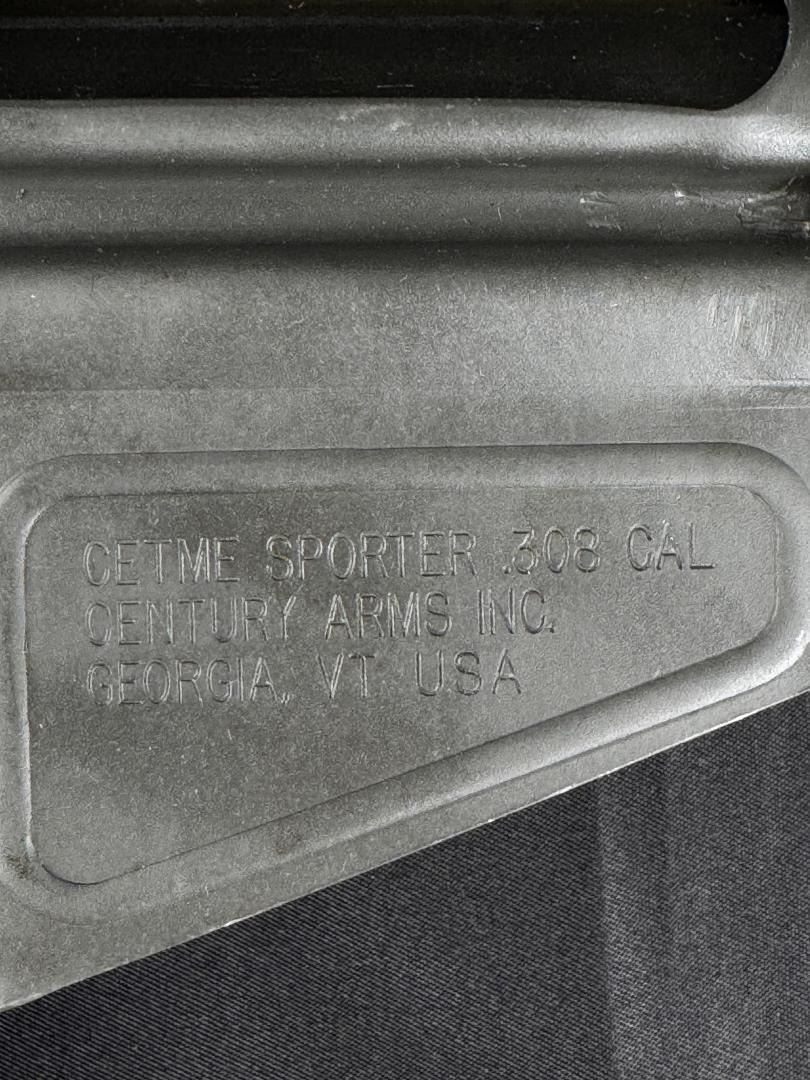 CETME SPORTER .308 CAL
CENTURY ARMS INC.
GEORGIA, VT USA